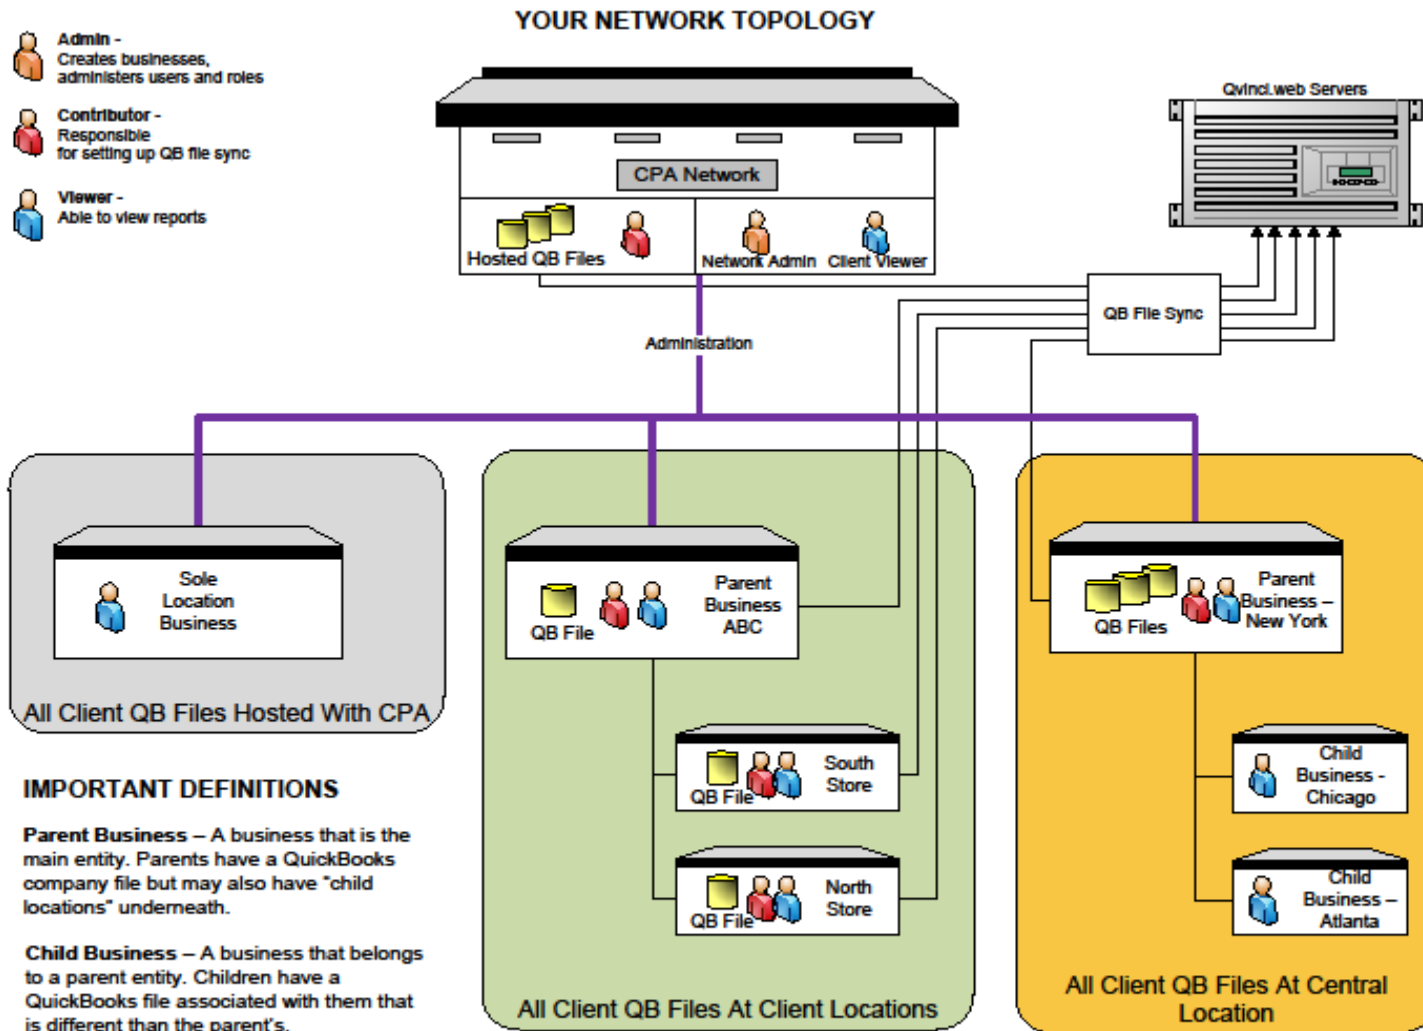 YOUR NETWORK TOPOLOGY
Admin -
Creates businesses,
administers users and roles
Contributor -
Responsible
for setting up QB file sync
Viewer -
Able to view reports
Qvinci.web Servers
CPA Network
Hosted QB Files
Network Admin
Client Viewer
QB File Sync
Administration
Sole
Location
Business
All Client QB Files Hosted With CPA
QB File
Parent
Business
ABC
QB File
South
Store
QB File
North
Store
All Client QB Files At Client Locations
QB Files
Parent
Business –
New York
Child
Business -
Chicago
Child
Business –
Atlanta
All Client QB Files At Central
Location
IMPORTANT DEFINITIONS
Parent Business – A business that is the
main entity. Parents have a QuickBooks
company file but may also have "child
locations" underneath.
Child Business – A business that belongs
to a parent entity. Children have a
QuickBooks file associated with them that
is different than the parent's.